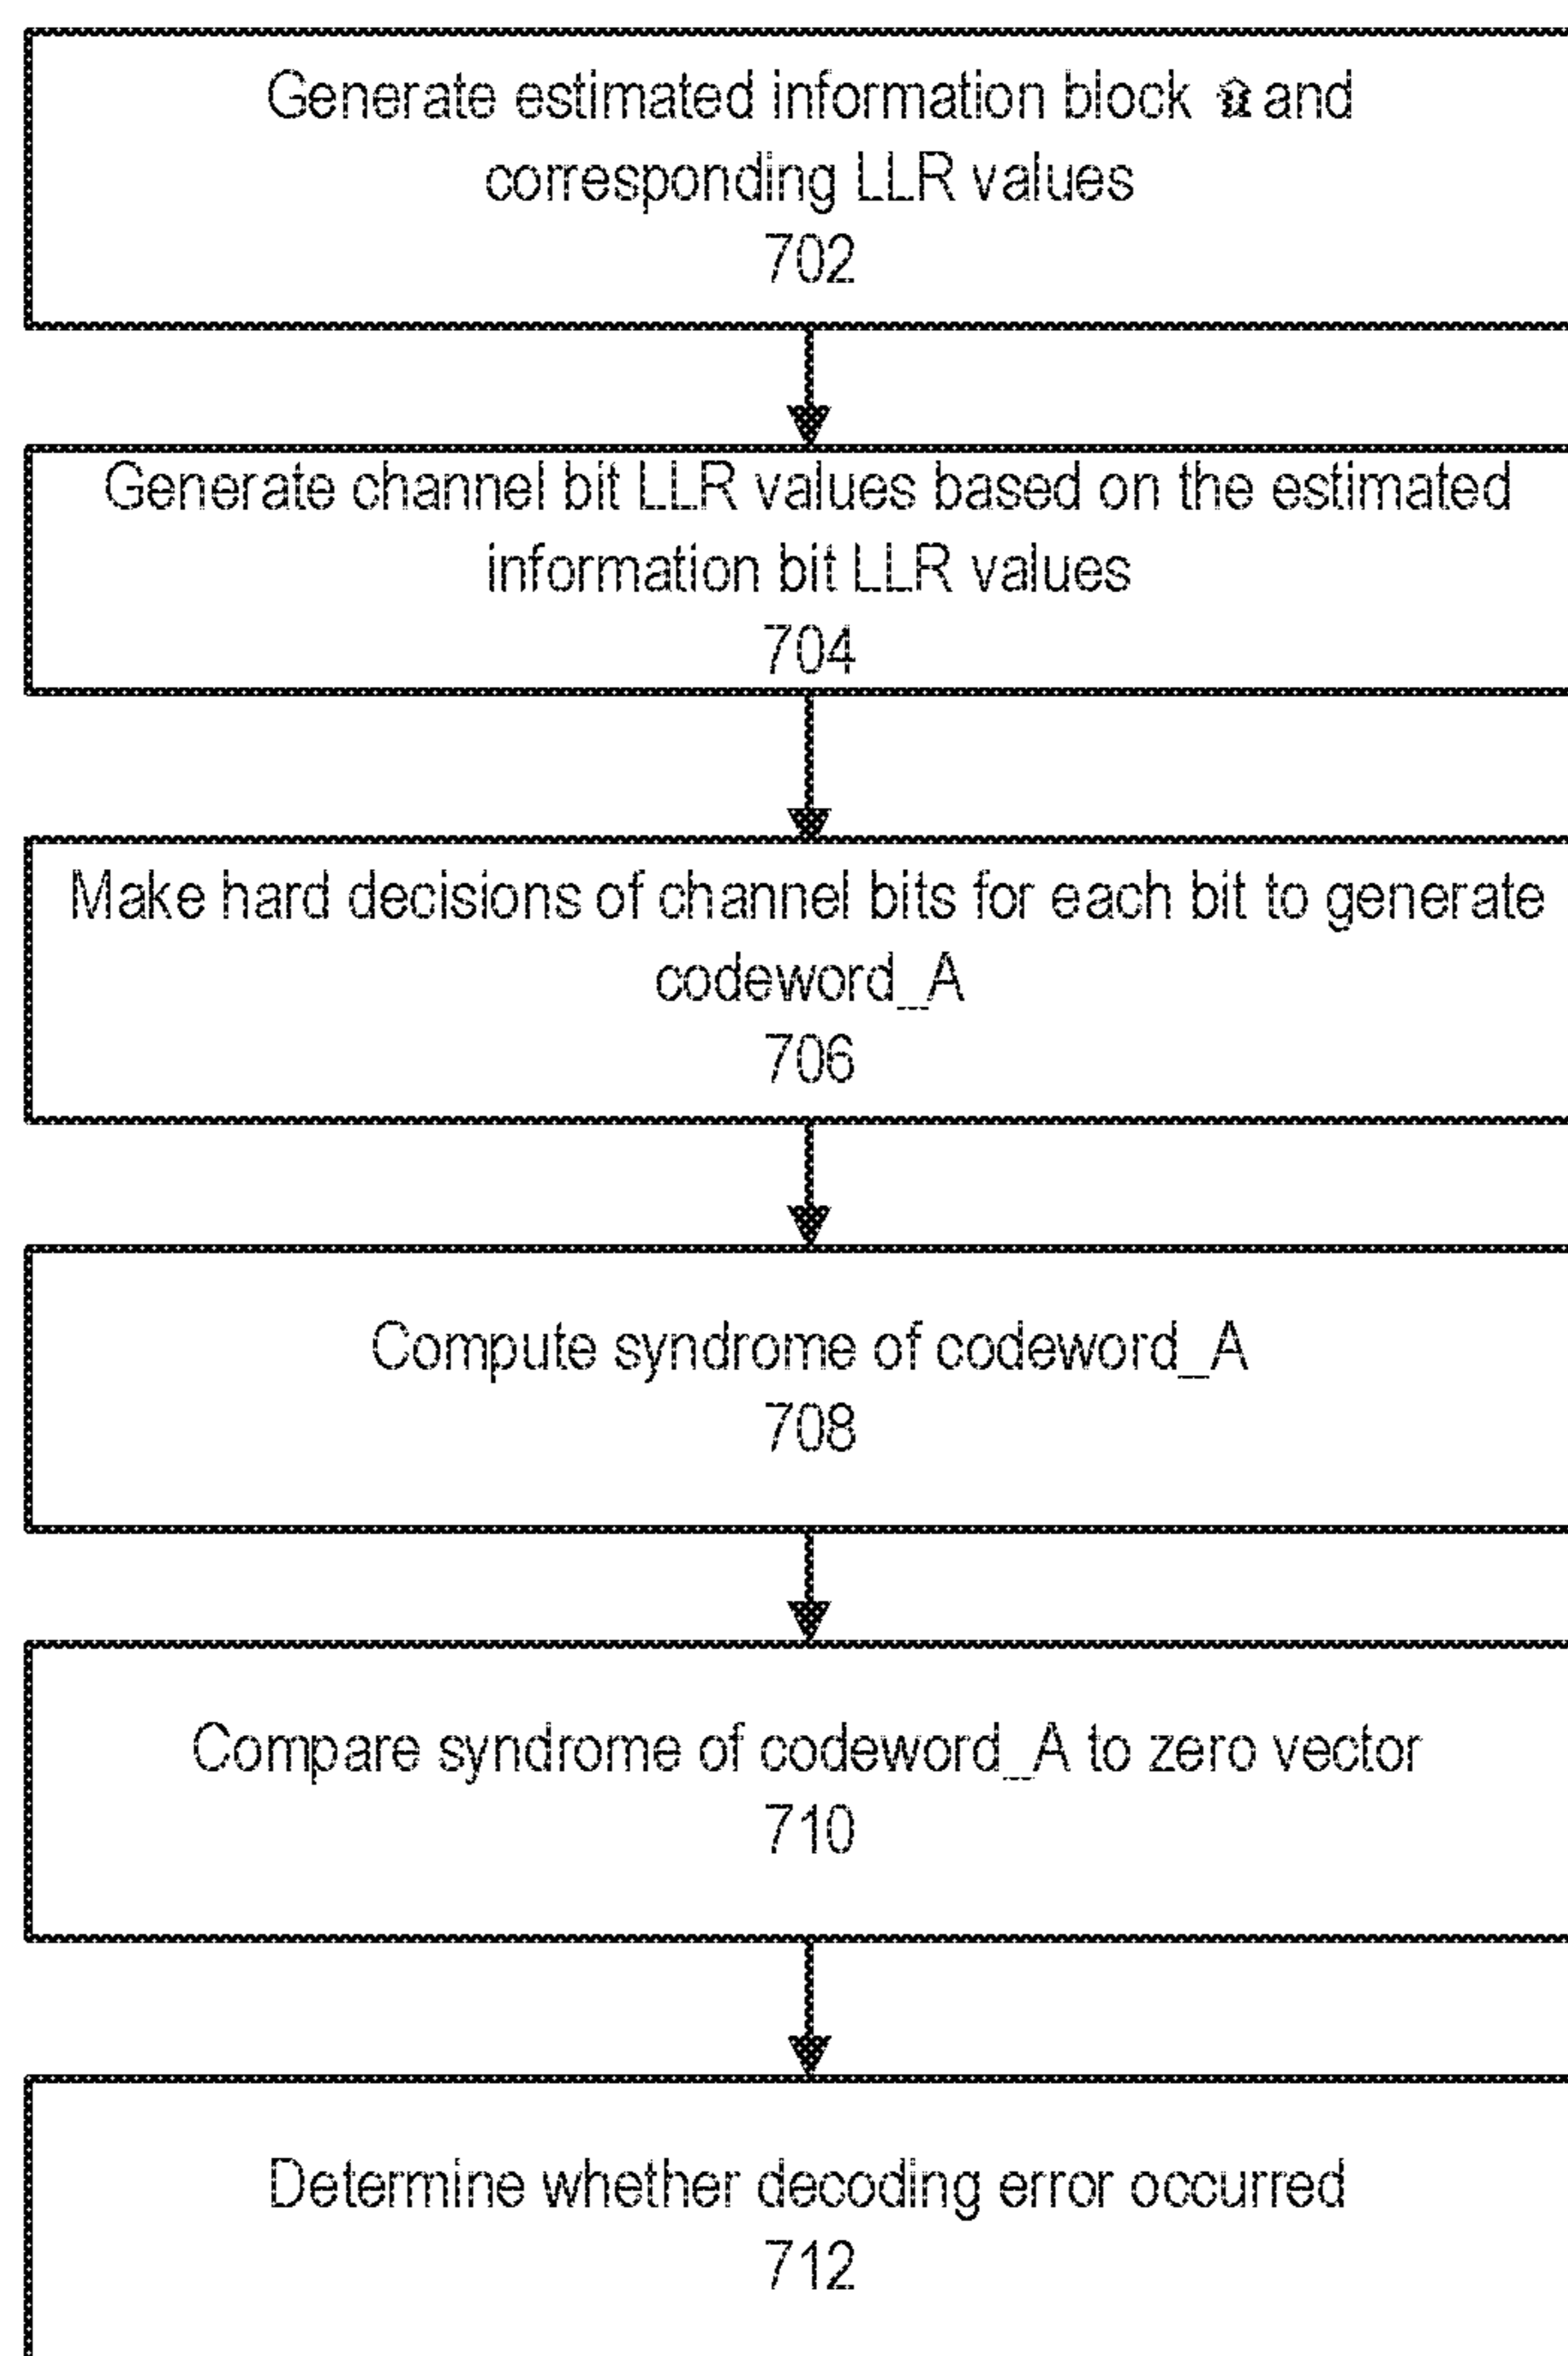 Generate estimated information block û and
corresponding LLR values
702
Generate channel bit LLR values based on the estimated
information bit LLR values
704
Make hard decisions of channel bits for each bit to generate
codeword_A
706
Compute syndrome of codeword_A
708
Compare syndrome of codeword_A to zero vector
710
Determine whether decoding error occurred
712